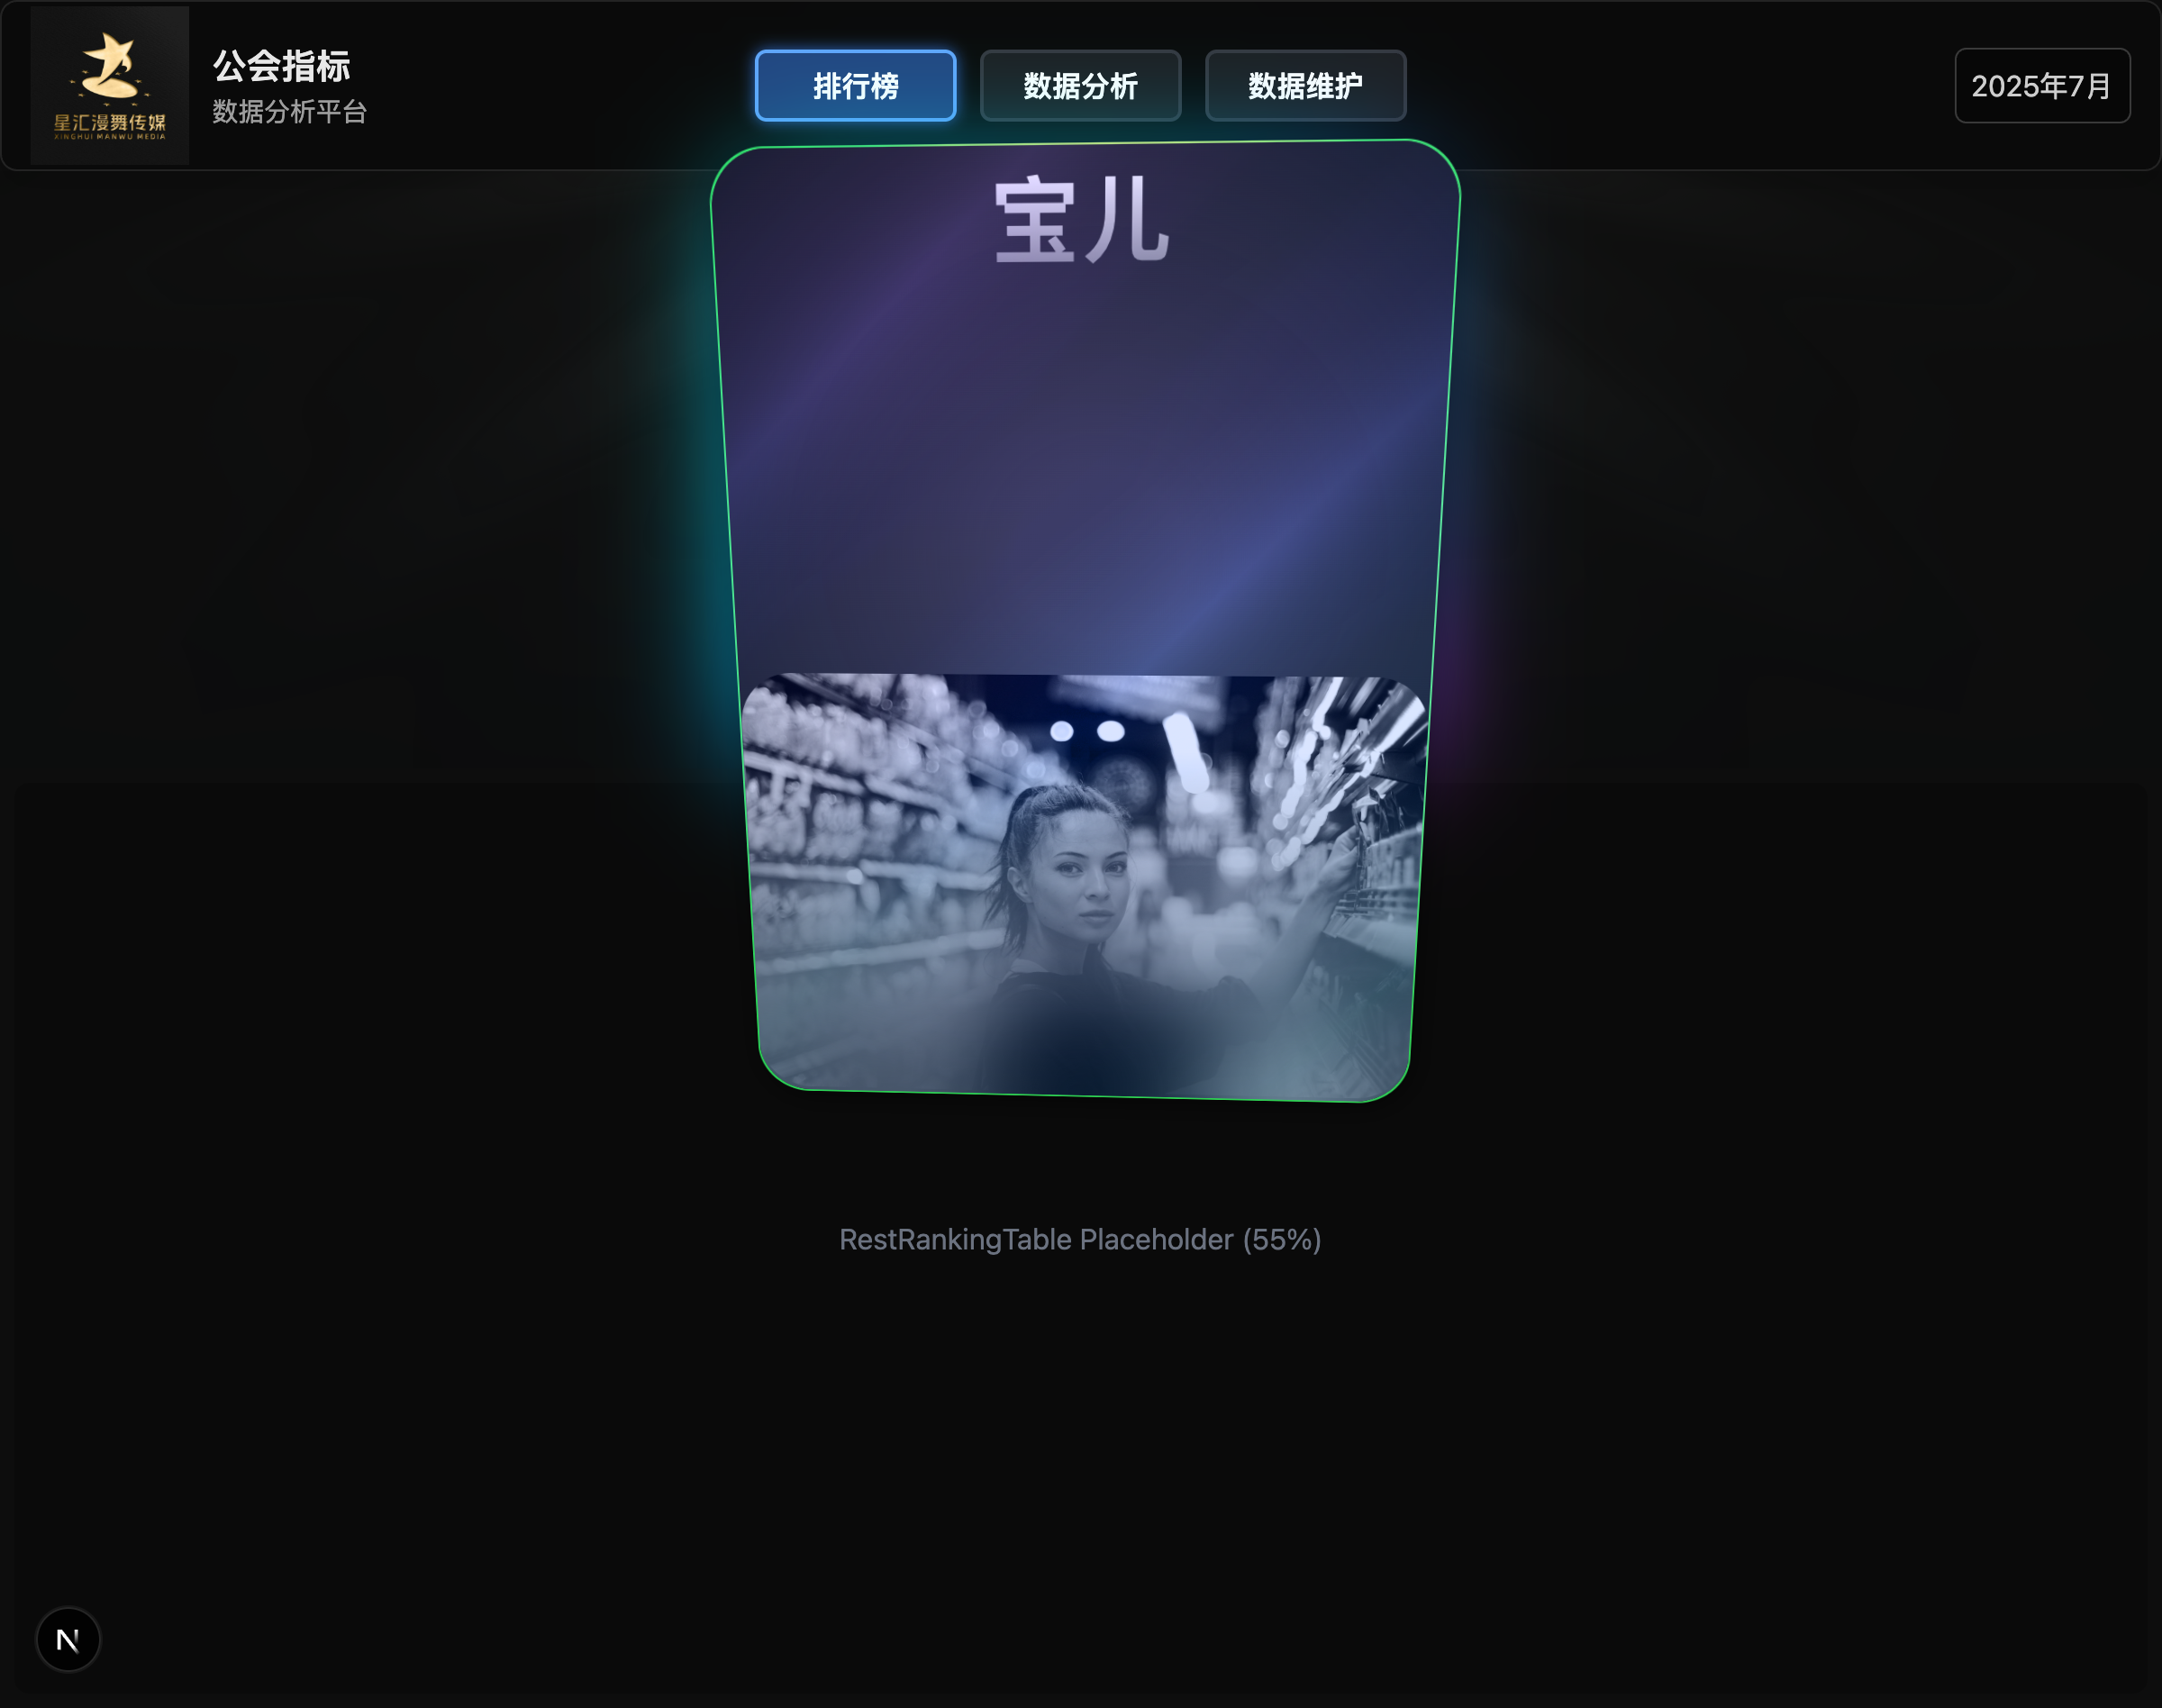 星汇漫舞传媒
XINGHUI MANWU MEDIA
公会指标
数据分析平台
排行榜
数据分析
数据维护
2025年7月
宝儿
RestRankingTable Placeholder (55%)
N